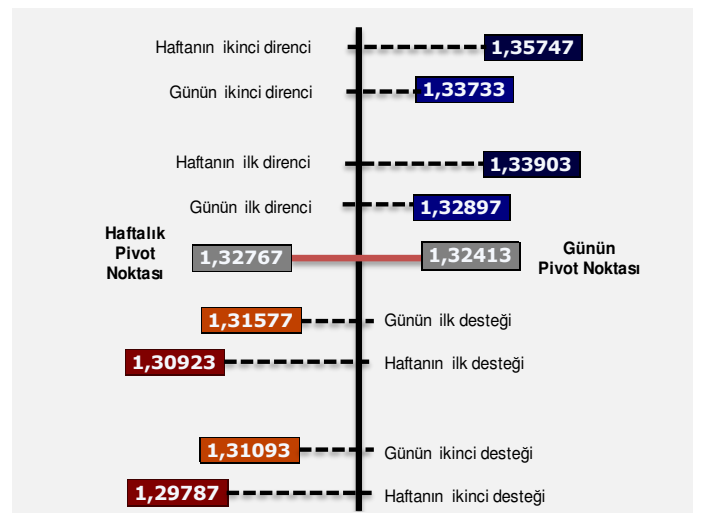 Haftanın ikinci direnci
1,35747
Günün ikinci direnci
1,33733
Haftanın ilk direnci
1,33903
Günün ilk direnci
1,32897
Haftalık
Pivot
Noktası
1,32767
1,32413
Günün
Pivot Noktası
1,31577
Günün ilk desteği
1,30923
Haftanın ilk desteği
1,31093
Günün ikinci desteği
1,29787
Haftanın ikinci desteği